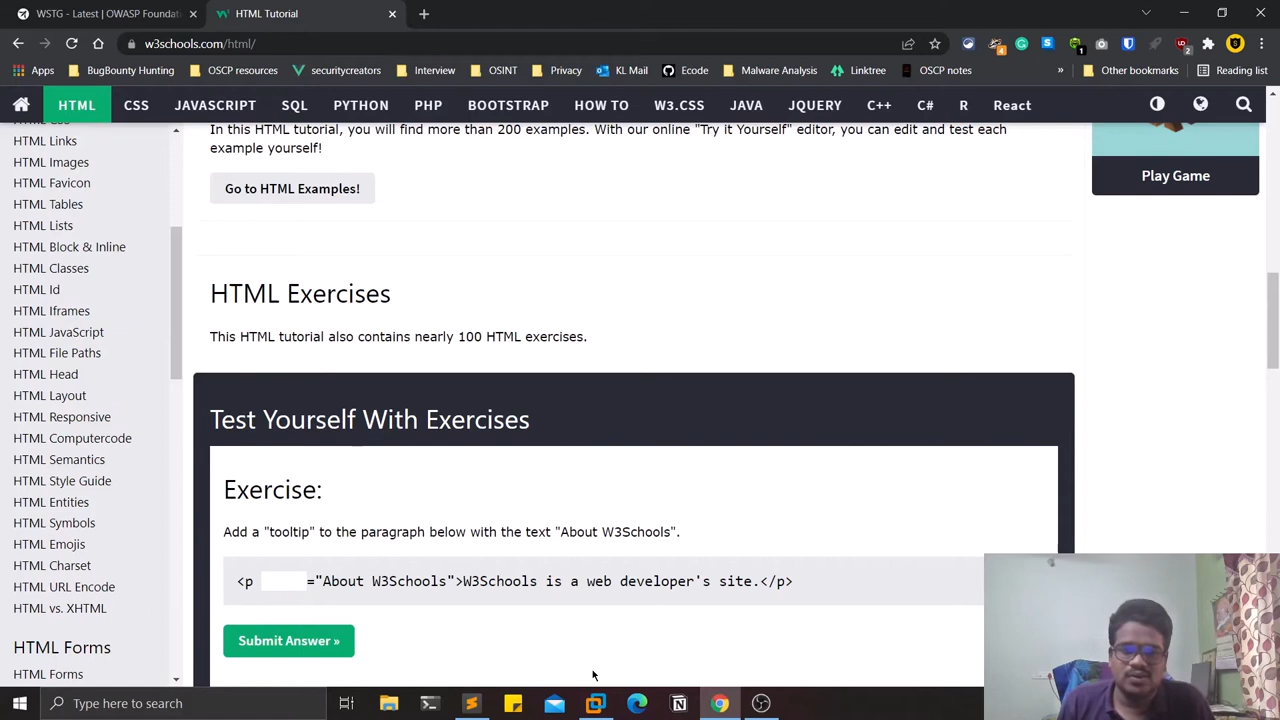 WSTG - Latest | OWASP Foundat
HTML Tutorial
w3schools.com/html/
Apps
BugBounty Hunting
OSCP resources
securitycreators
Interview
OSINT
Privacy
KL Mail
Ecode
Malware Analysis
Linktree
OSCP notes
»
Other bookmarks
Reading list
HTML
CSS
JAVASCRIPT
SQL
PYTHON
PHP
BOOTSTRAP
HOW TO
W3.CSS
JAVA
JQUERY
C++
C#
R
React
HTML Links
HTML Images
HTML Favicon
HTML Tables
HTML Lists
HTML Block & Inline
HTML Classes
HTML Id
HTML Iframes
HTML JavaScript
HTML File Paths
HTML Head
HTML Layout
HTML Responsive
HTML Computercode
HTML Semantics
HTML Style Guide
HTML Entities
HTML Symbols
HTML Emojis
HTML Charset
HTML URL Encode
HTML vs. XHTML
HTML Forms
HTML Forms
In this HTML tutorial, you will find more than 200 examples. With our online "Try it Yourself" editor, you can edit and test each
example yourself!
Go to HTML Examples!
HTML Exercises
This HTML tutorial also contains nearly 100 HTML exercises.
Test Yourself With Exercises
Exercise:
Add a "tooltip" to the paragraph below with the text "About W3Schools".
<p ="About W3Schools">W3Schools is a web developer's site.</p>
Submit Answer »
Play Game
Type here to search